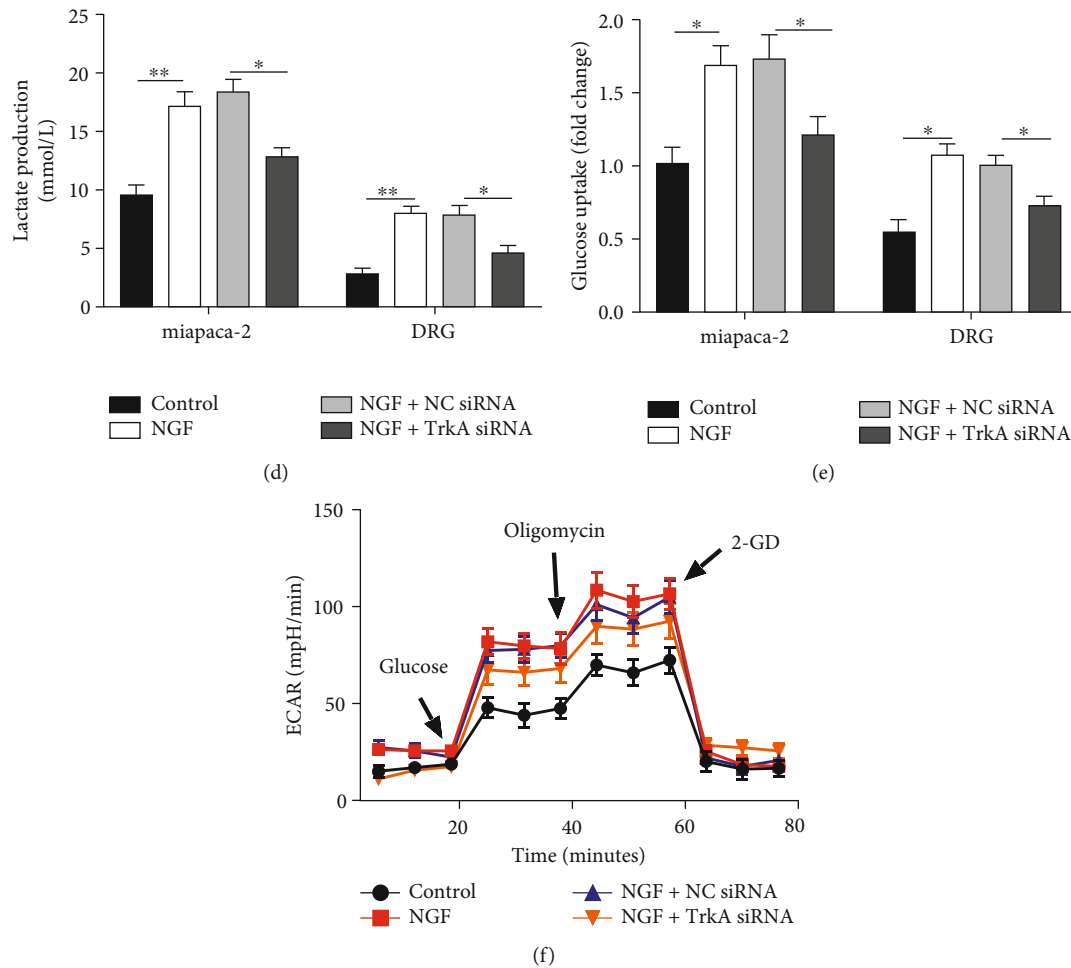 25
20
15
10
5
0
Lactate production
(mmol/L)
**
*
**
*
miapaca-2
DRG
Control
NGF
NGF + NC siRNA
NGF + TrkA siRNA
(d)
2.0
1.5
1.0
0.5
0.0
Glucose uptake (fold change)
*
*
*
*
miapaca-2
DRG
Control
NGF
NGF + NC siRNA
NGF + TrkA siRNA
(e)
150
100
50
0
ECAR (mpH/min)
Glucose
Oligomycin
2-GD
20
40
60
80
Time (minutes)
Control
NGF
NGF + NC siRNA
NGF + TrkA siRNA
(f)